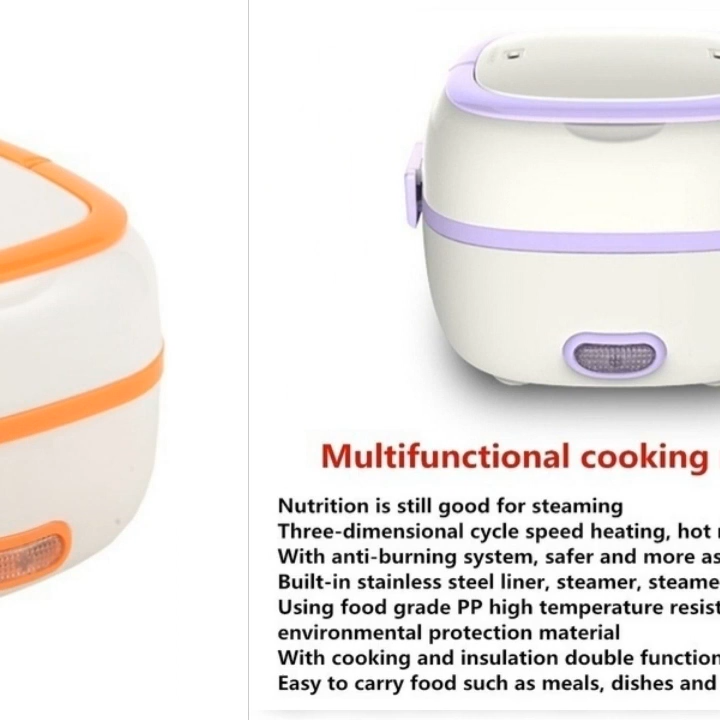 Multifunctional cooking
Nutrition is still good for steaming
Three-dimensional cycle speed heating, hot
With anti-burning system, safer and more as
Built-in stainless steel liner, steamer, steame
Using food grade PP high temperature resist
environmental protection material
With cooking and insulation double function
Easy to carry food such as meals, dishes and